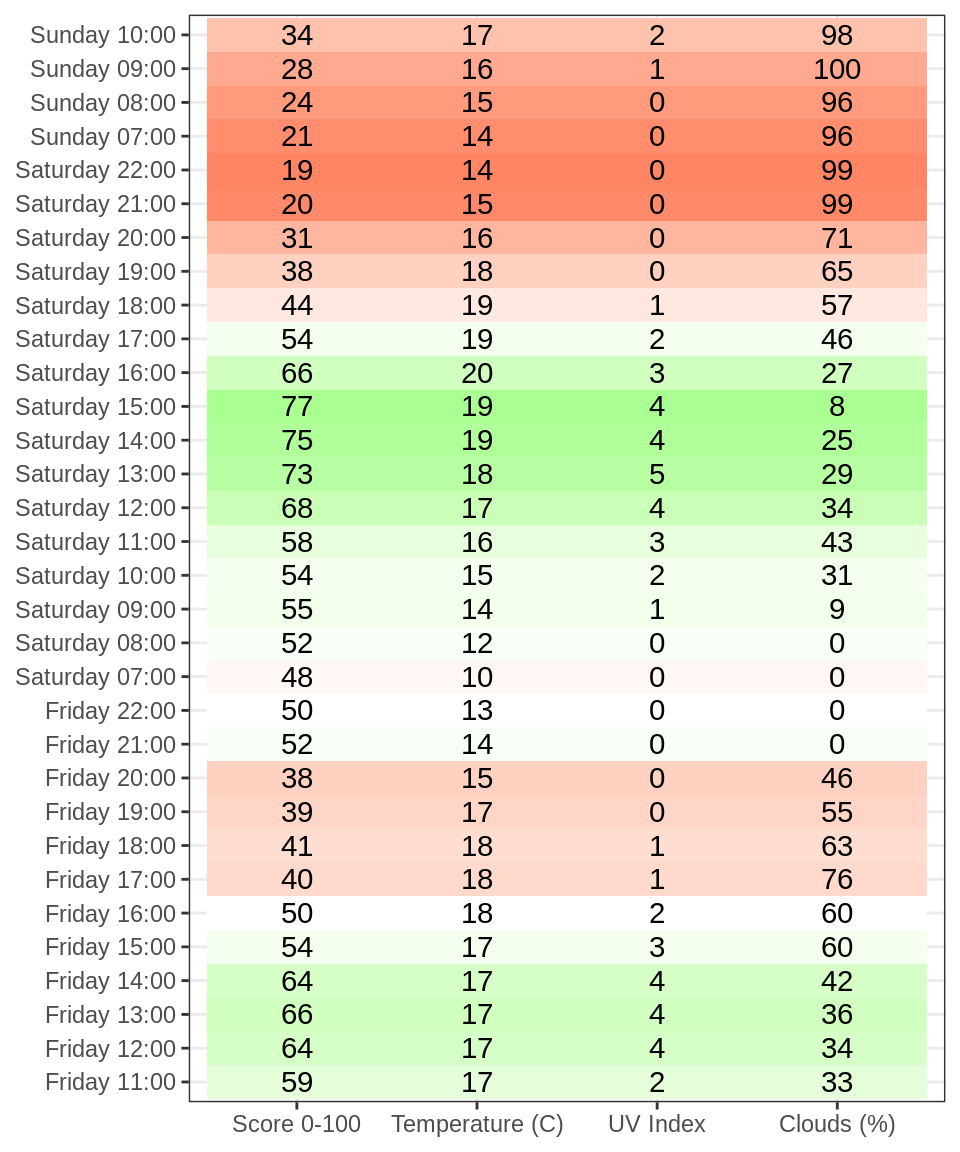 Sunday 10:00 34 17 2 98
Sunday 09:00 28 16 1 100
Sunday 08:00 24 15 0 96
Sunday 07:00 21 14 0 96
Saturday 22:00 19 14 0 99
Saturday 21:00 20 15 0 99
Saturday 20:00 31 16 0 71
Saturday 19:00 38 18 0 65
Saturday 18:00 44 19 1 57
Saturday 17:00 54 19 2 46
Saturday 16:00 66 20 3 27
Saturday 15:00 77 19 4 8
Saturday 14:00 75 19 4 25
Saturday 13:00 73 18 5 29
Saturday 12:00 68 17 4 34
Saturday 11:00 58 16 3 43
Saturday 10:00 54 15 2 31
Saturday 09:00 55 14 1 9
Saturday 08:00 52 12 0 0
Saturday 07:00 48 10 0 0
Friday 22:00 50 13 0 0
Friday 21:00 52 14 0 0
Friday 20:00 38 15 0 46
Friday 19:00 39 17 0 55
Friday 18:00 41 18 1 63
Friday 17:00 40 18 1 76
Friday 16:00 50 18 2 60
Friday 15:00 54 17 3 60
Friday 14:00 64 17 4 42
Friday 13:00 66 17 4 36
Friday 12:00 64 17 4 34
Friday 11:00 59 17 2 33
Score 0-100 Temperature (C) UV Index Clouds (%)